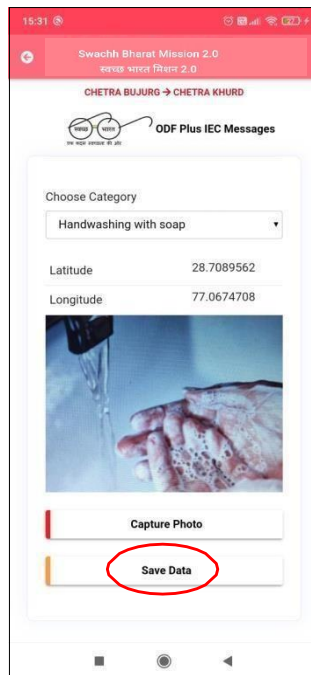 15:31
Swachh Bharat Mission 2.0
स्वच्छ भारत मिशन 2.0
CHETRA BUJURG → CHETRA KHURD
स्वच्छ भारत
एक कदम स्वच्छता की ओर
ODF Plus IEC Messages
Choose Category
Handwashing with soap
Latitude 28.7089562
Longitude 77.0674708
Capture Photo
Save Data